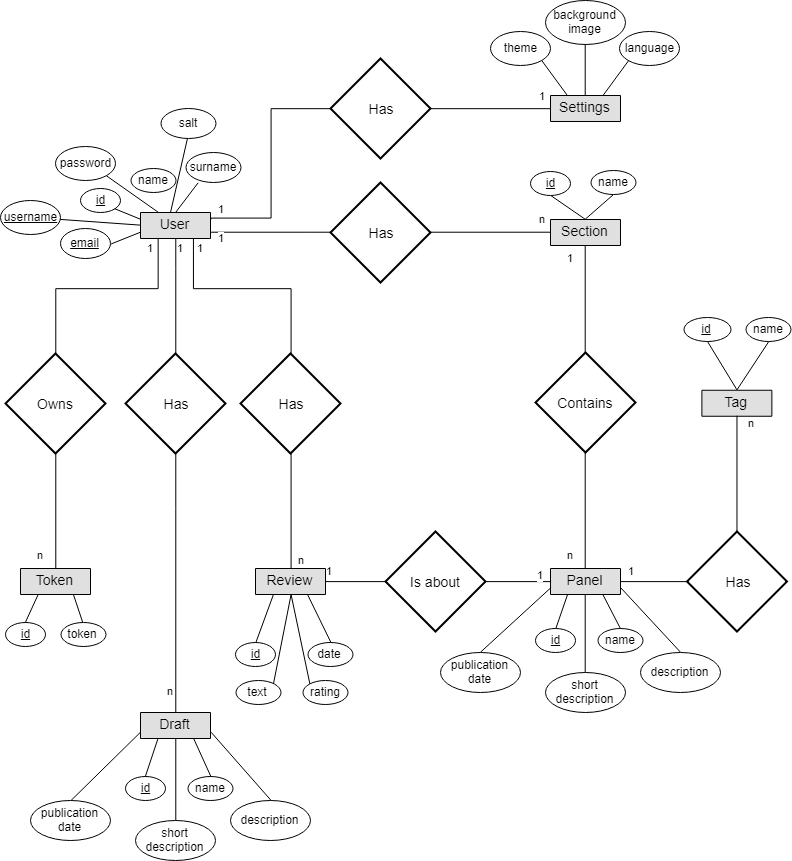 background
image
theme
language
1
Settings
Has
salt
password
name
surname
id
username
email
User
1
1
1
1
1
Has
id
name
n
Section
1
id
name
Tag
n
Owns
Has
Has
Contains
n
n
n
Token
Review
1
Is about
1
Panel
1
Has
id
token
id
date
text
rating
id
name
publication
date
short
description
description
n
Draft
id
name
publication
date
short
description
description